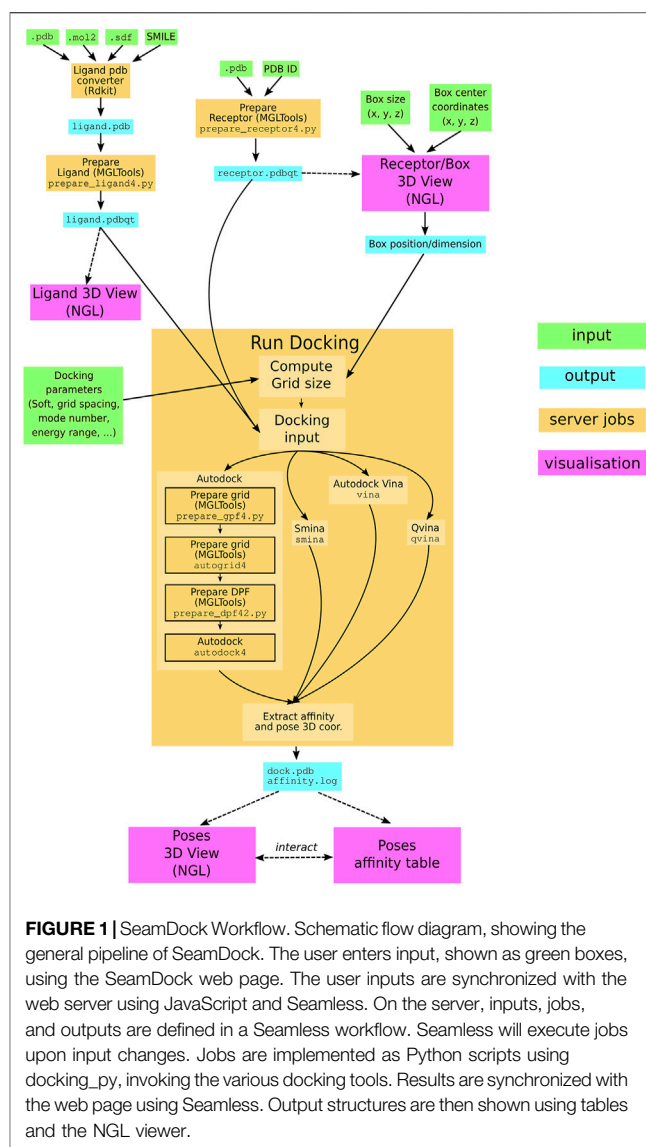 .pdb
.mol2
.sdf
SMILE
Ligand pdb
converter
(Rdkit)
ligand.pdb
Prepare
Ligand (MGLTools)
prepare_ligand4.py
ligand.pdbqt
Ligand 3D View
(NGL)
.pdb
PDB ID
Prepare
Receptor (MGLTools)
prepare_receptor4.py
receptor.pdbqt
Box size
(x, y, z)
Box center
coordinates
(x, y, z)
Receptor/Box
3D View
(NGL)
Box position/dimension
input
output
server jobs
visualisation
Docking
parameters
(Soft, grid spacing,
mode number,
energy range, ...)
Run Docking
Compute
Grid size
Docking
input
Autodock
Prepare grid
(MGLTools)
prepare_gpf4.py
Prepare grid
(MGLTools)
autogrid4
Prepare DPF
(MGLTools)
prepare_dpf42.py
Autodock
autodock4
Smina
smina
Autodock Vina
vina
Qvina
qvina
Extract affinity
and pose 3D coor.
dock.pdb
affinity.log
Poses
3D View
(NGL)
interact
Poses
affinity table
FIGURE 1 | SeamDock Workflow. Schematic flow diagram, showing the
general pipeline of SeamDock. The user enters input, shown as green boxes,
using the SeamDock web page. The user inputs are synchronized with the
web server using JavaScript and Seamless. On the server, inputs, jobs,
and outputs are defined in a Seamless workflow. Seamless will execute jobs
upon input changes. Jobs are implemented as Python scripts using
docking_py, invoking the various docking tools. Results are synchronized with
the web page using Seamless. Output structures are then shown using tables
and the NGL viewer.